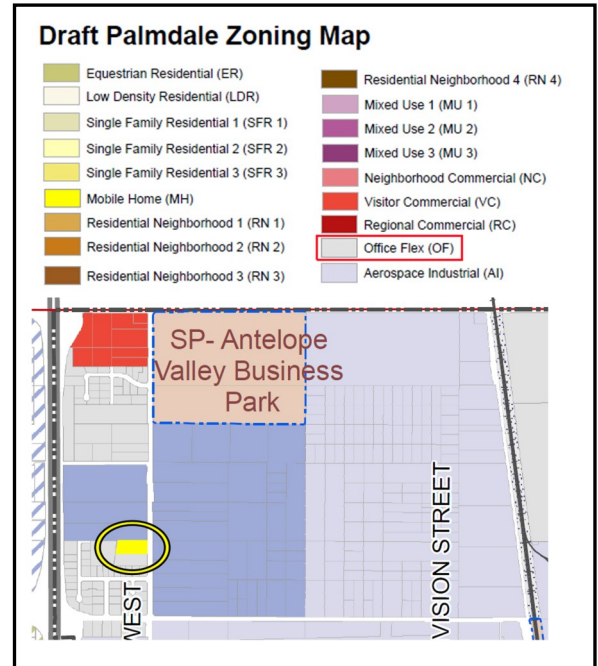 Draft Palmdale Zoning Map
Equestrian Residential (ER)
Low Density Residential (LDR)
Single Family Residential 1 (SFR 1)
Single Family Residential 2 (SFR 2)
Single Family Residential 3 (SFR 3)
Mobile Home (MH)
Residential Neighborhood 1 (RN 1)
Residential Neighborhood 2 (RN 2)
Residential Neighborhood 3 (RN 3)
Residential Neighborhood 4 (RN 4)
Mixed Use 1 (MU 1)
Mixed Use 2 (MU 2)
Mixed Use 3 (MU 3)
Neighborhood Commercial (NC)
Visitor Commercial (VC)
Regional Commercial (RC)
Office Flex (OF)
Aerospace Industrial (AI)
SP- Antelope
Valley Business
Park
WEST
VISION STREET